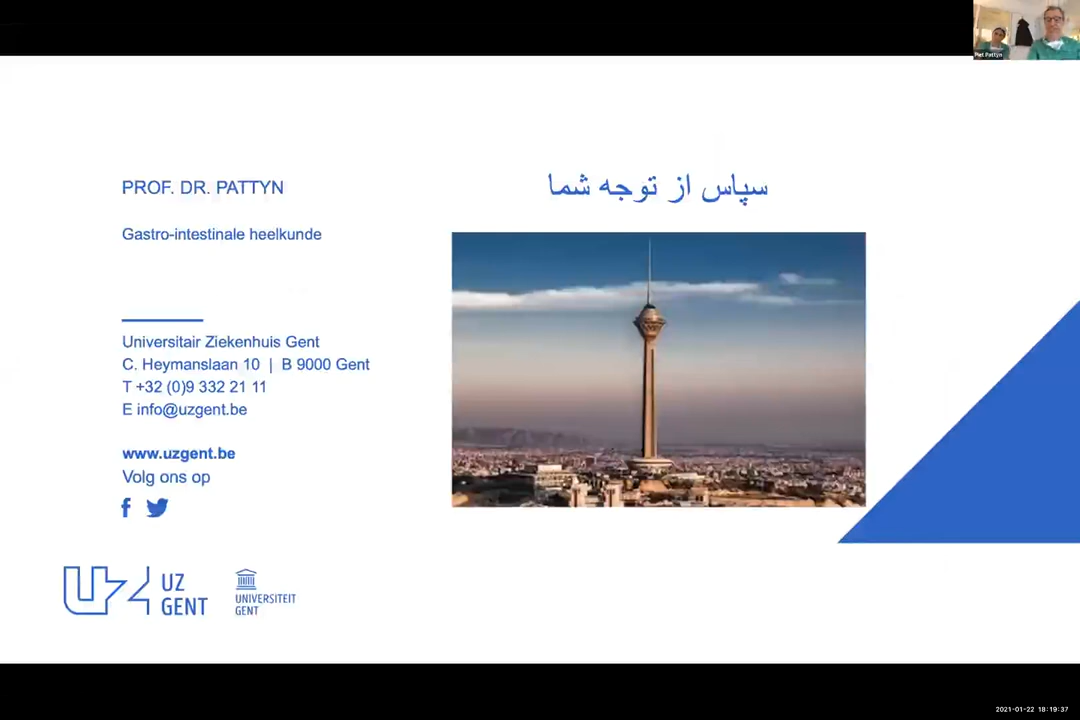 Piet Pattyn
PROF. DR. PATTYN
Gastro-intestinale heelkunde
سپاس از توجه شما
Universitair Ziekenhuis Gent
C. Heymanslaan 10 | B 9000 Gent
T +32 (0)9 332 21 11
E info@uzgent.be
www.uzgent.be
Volg ons op
UZ
GENT
UNIVERSITEIT
GENT
2021-01-22 18:19:37